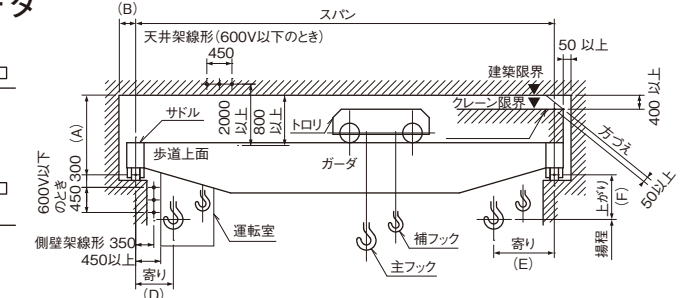 タ
(B)
スパン
天井架線形(600V以下のとき)
450
50 以上
建築限界
クレーン限界
400 以上
(A)
サドル
2000 以上
800 以上
トロリ
歩道上面
ガーダ
方づえ
50以上
600V以下
のとき
450 300
上がり
(F)
揚程
運転室
側壁架線形 350
450以上
補フック
主フック
寄り
(D)
寄り
(E)